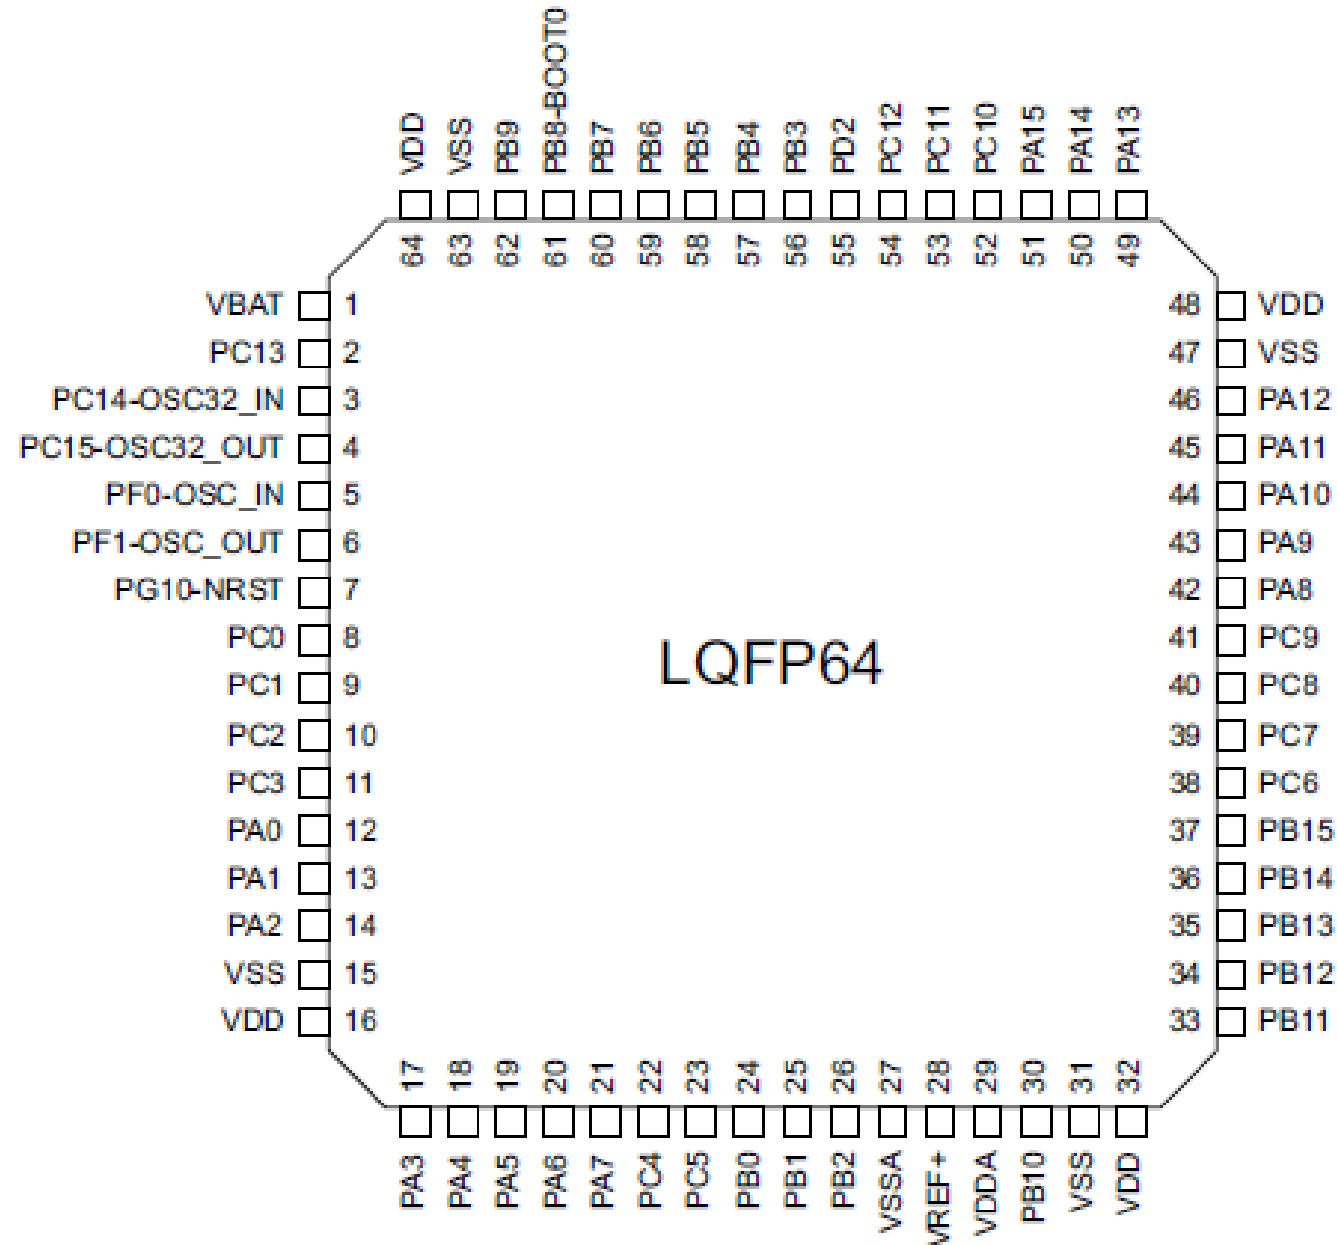 VDD VSS PB9 PB8-BOOT0 PB7 PB6 PB5 PB4 PB3 PD2 PC12 PC11 PC10 PA15 PA14 PA13
64 63 62 61 60 59 58 57 56 55 54 53 52 51 50 49
VBAT 1 48 VDD
PC13 2 47 VSS
PC14-OSC32_IN 3 46 PA12
PC15-OSC32_OUT 4 45 PA11
PF0-OSC_IN 5 44 PA10
PF1-OSC_OUT 6 43 PA9
PG10-NRST 7 42 PA8
PC0 8 41 PC9
LQFP64
PC1 9 40 PC8
PC2 10 39 PC7
PC3 11 38 PC6
PA0 12 37 PB15
PA1 13 36 PB14
PA2 14 35 PB13
VSS 15 34 PB12
VDD 16 33 PB11
17 18 19 20 21 22 23 24 25 26 27 28 29 30 31 32
PA3 PA4 PA5 PA6 PA7 PC4 PC5 PB0 PB1 PB2 VSSA VREF+ VDDA PB10 VSS VDD